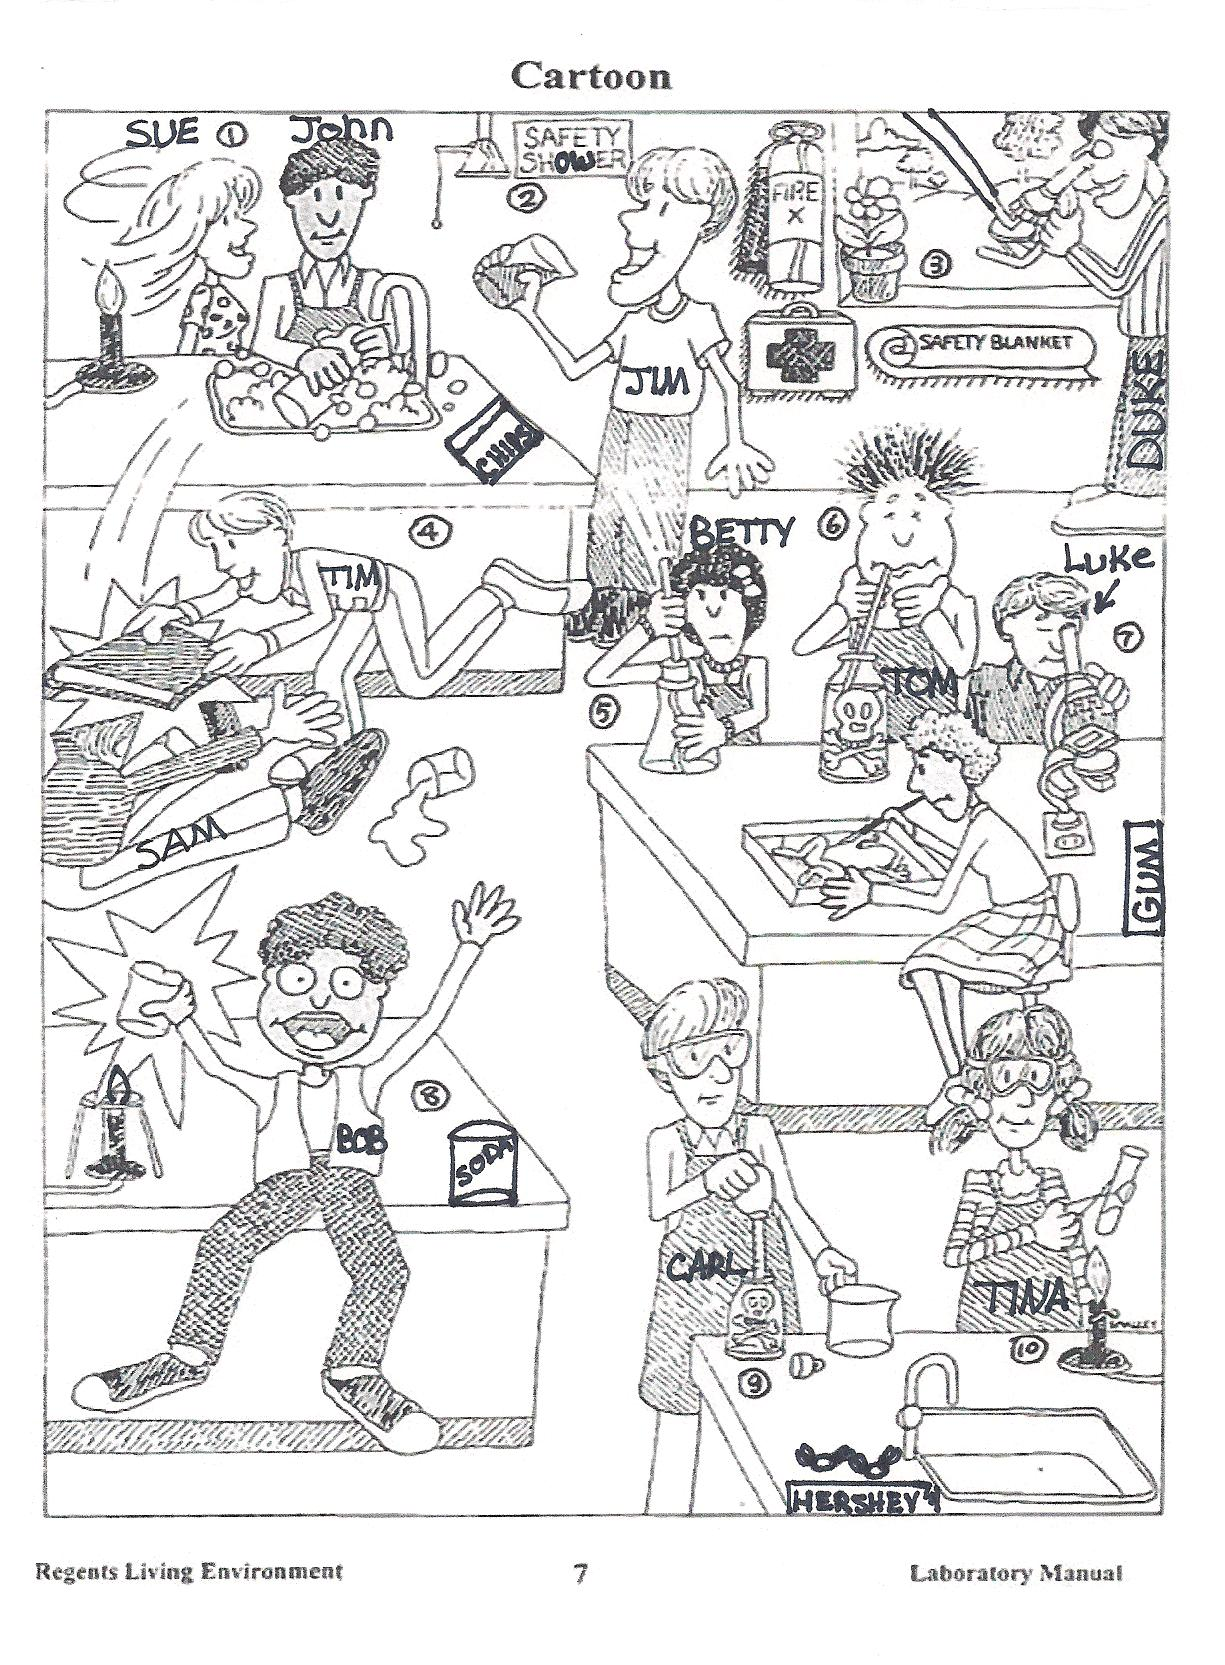 Cartoon
SUE 1 John
SAFETY
SHOWER
2
FIRE
X
3
SAFETY BLANKET
JIM
DUKE
CHIPS
4
TIM
BETTY
6
Luke
7
5
TOM
SAM
GUM
8
BOB
SODA
CARL
TINA
10
9
HERSHEY'S
Regents Living Environment 7 Laboratory Manual